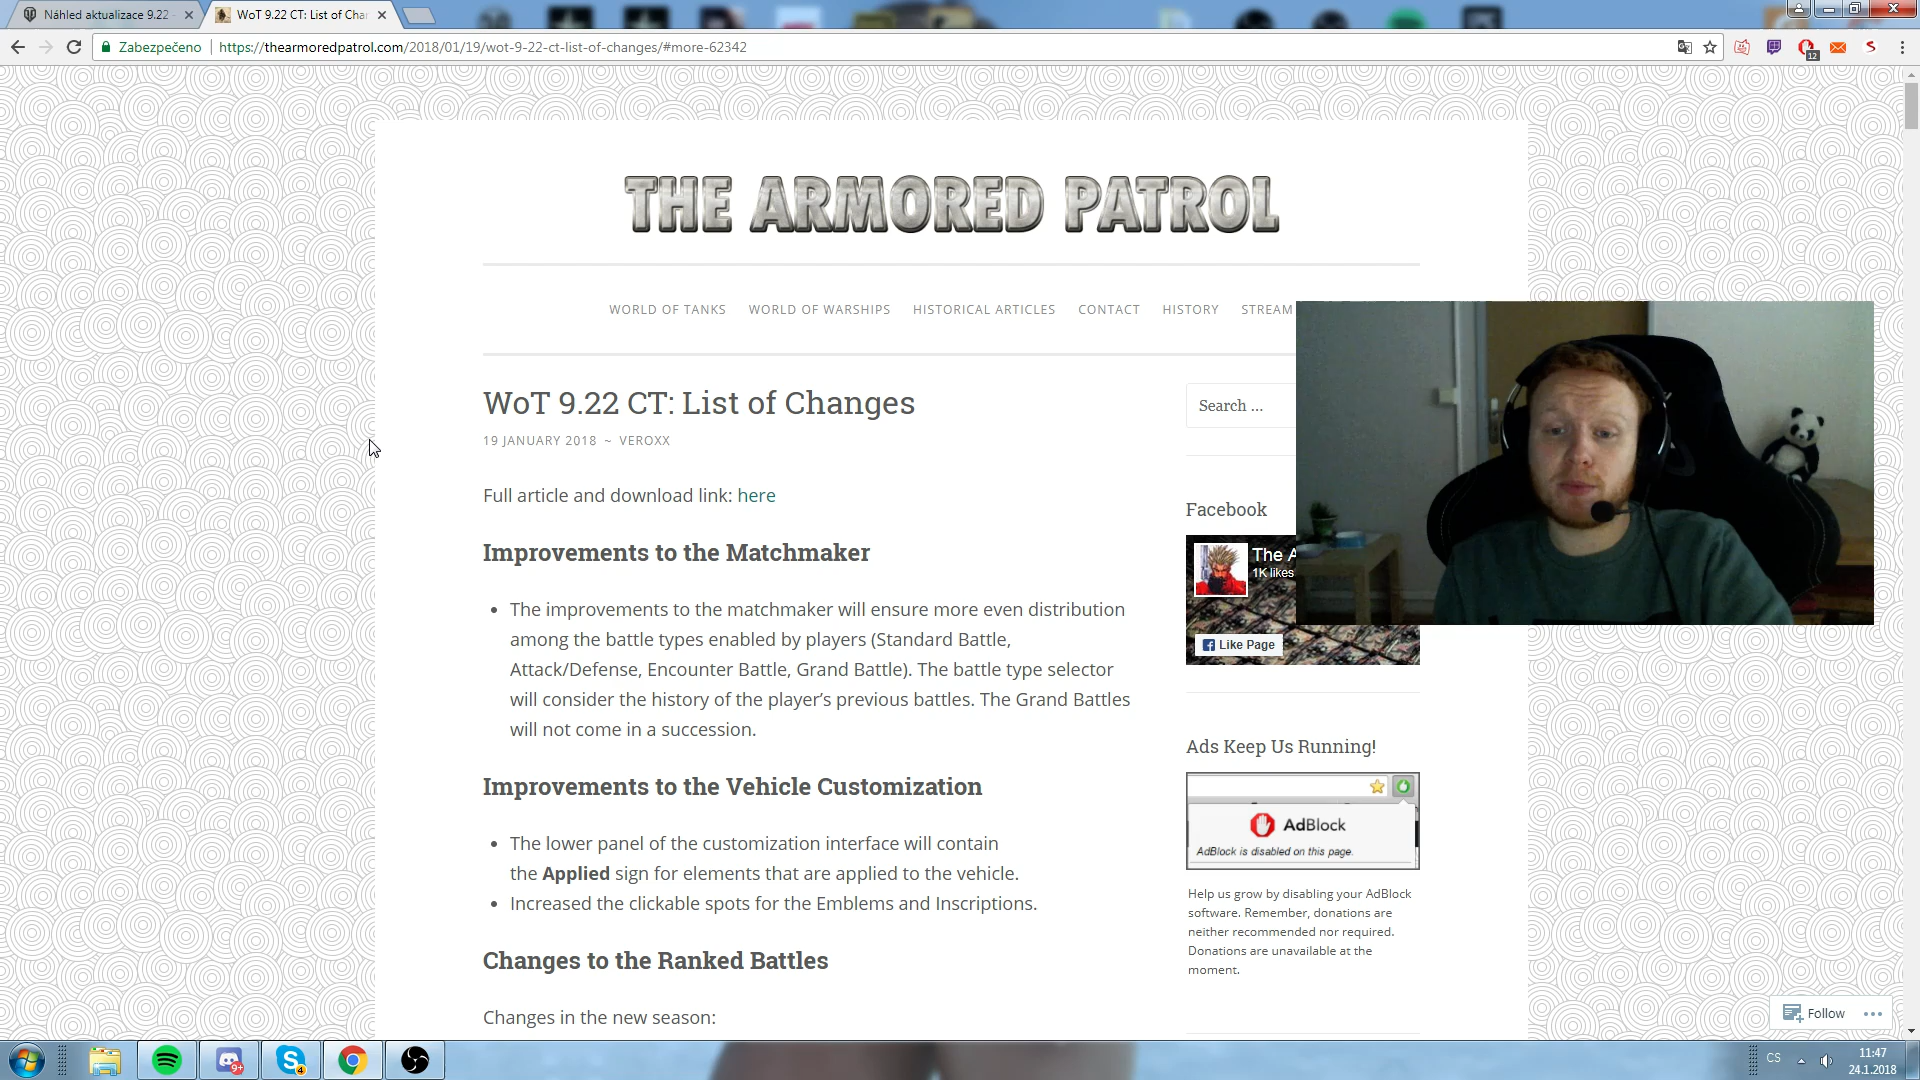 Náhled aktualizace 9.22
WoT 9.22 CT: List of Cha
Zabezpečeno
https://thearmoredpatrol.com/2018/01/19/wot-9-22-ct-list-of-changes/#more-62342
12
THE ARMORED PATROL
WORLD OF TANKS WORLD OF WARSHIPS HISTORICAL ARTICLES CONTACT HISTORY STREAM
WoT 9.22 CT: List of Changes
19 JANUARY 2018 ~ VEROXX
Full article and download link: here
Improvements to the Matchmaker
• The improvements to the matchmaker will ensure more even distribution
among the battle types enabled by players (Standard Battle,
Attack/Defense, Encounter Battle, Grand Battle). The battle type selector
will consider the history of the player’s previous battles. The Grand Battles
will not come in a succession.
Improvements to the Vehicle Customization
• The lower panel of the customization interface will contain
the Applied sign for elements that are applied to the vehicle.
• Increased the clickable spots for the Emblems and Inscriptions.
Changes to the Ranked Battles
Changes in the new season:
Search ...
Facebook
The A
1K likes
Like Page
Ads Keep Us Running!
AdBlock
AdBlock is disabled on this page.
Help us grow by disabling your AdBlock
software. Remember, donations are
neither recommended nor required.
Donations are unavailable at the
moment.
Follow
9+
4
CS
11:47
24.1.2018